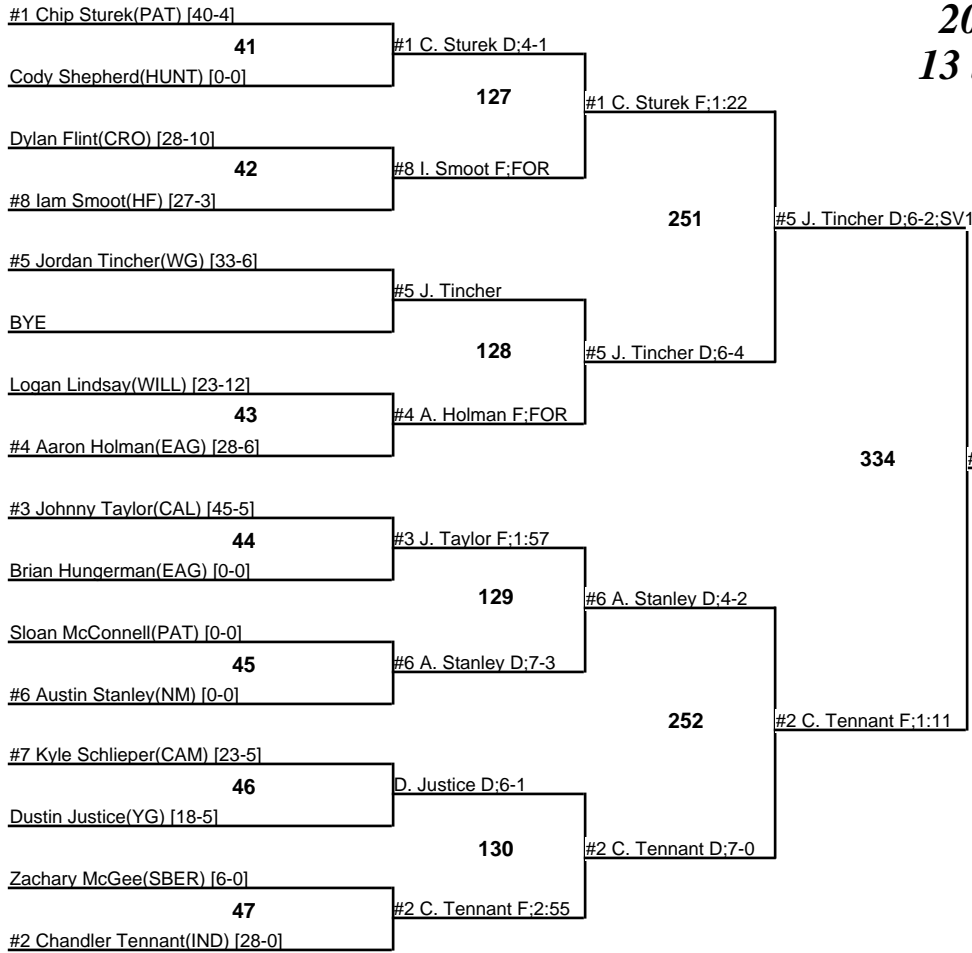 20
13
#1 Chip Sturek(PAT) [40-4]
41
Cody Shepherd(HUNT) [0-0]
#1 C. Sturek D;4-1
127
Dylan Flint(CRO) [28-10]
42
#8 Iam Smoot(HF) [27-3]
#8 I. Smoot F;FOR
#1 C. Sturek F;1:22
251
#5 Jordan Tincher(WG) [33-6]
BYE
#5 J. Tincher
128
Logan Lindsay(WILL) [23-12]
43
#4 Aaron Holman(EAG) [28-6]
#4 A. Holman F;FOR
#5 J. Tincher D;6-4
#5 J. Tincher D;6-2;SV1
334
#
#3 Johnny Taylor(CAL) [45-5]
44
Brian Hungerman(EAG) [0-0]
#3 J. Taylor F;1:57
129
Sloan McConnell(PAT) [0-0]
45
#6 Austin Stanley(NM) [0-0]
#6 A. Stanley D;7-3
#6 A. Stanley D;4-2
252
#7 Kyle Schlieper(CAM) [23-5]
46
Dustin Justice(YG) [18-5]
D. Justice D;6-1
130
Zachary McGee(SBER) [6-0]
47
#2 Chandler Tennant(IND) [28-0]
#2 C. Tennant F;2:55
#2 C. Tennant D;7-0
#2 C. Tennant F;1:11